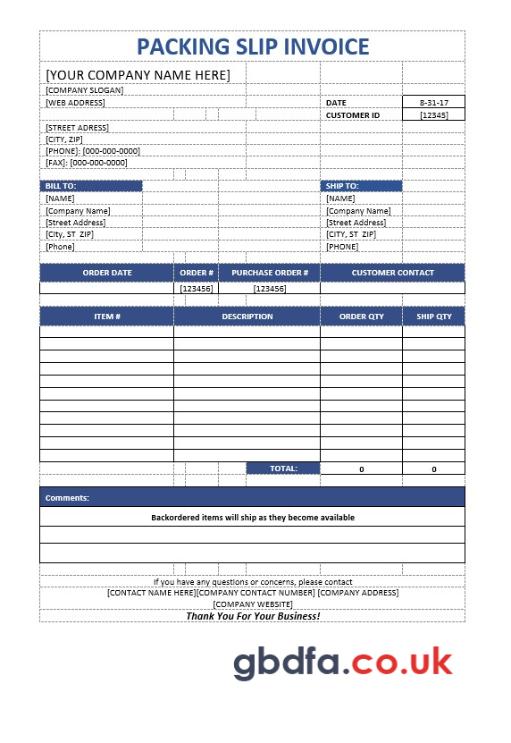 PACKING SLIP INVOICE
[YOUR COMPANY NAME HERE]
[COMPANY SLOGAN]
[WEB ADDRESS] DATE 8-31-17
CUSTOMER ID [12345]
[STREET ADRESS]
[CITY, ZIP]
[PHONE]: [000-000-0000]
[FAX]: [000-000-0000]
BILL TO: SHIP TO:
[NAME] [NAME]
[Company Name] [Company Name]
[Street Address] [Street Address]
[City, ST ZIP] [CITY, ST ZIP]
[Phone] [PHONE]
ORDER DATE ORDER # PURCHASE ORDER # CUSTOMER CONTACT
[123456] [123456]
ITEM # DESCRIPTION ORDER QTY SHIP QTY
TOTAL: 0 0
Comments:
Backordered items will ship as they become available
If you have any questions or concerns, please contact
[CONTACT NAME HERE][COMPANY CONTACT NUMBER] [COMPANY ADDRESS]
[COMPANY WEBSITE]
Thank You For Your Business!
gbdfa.co.uk